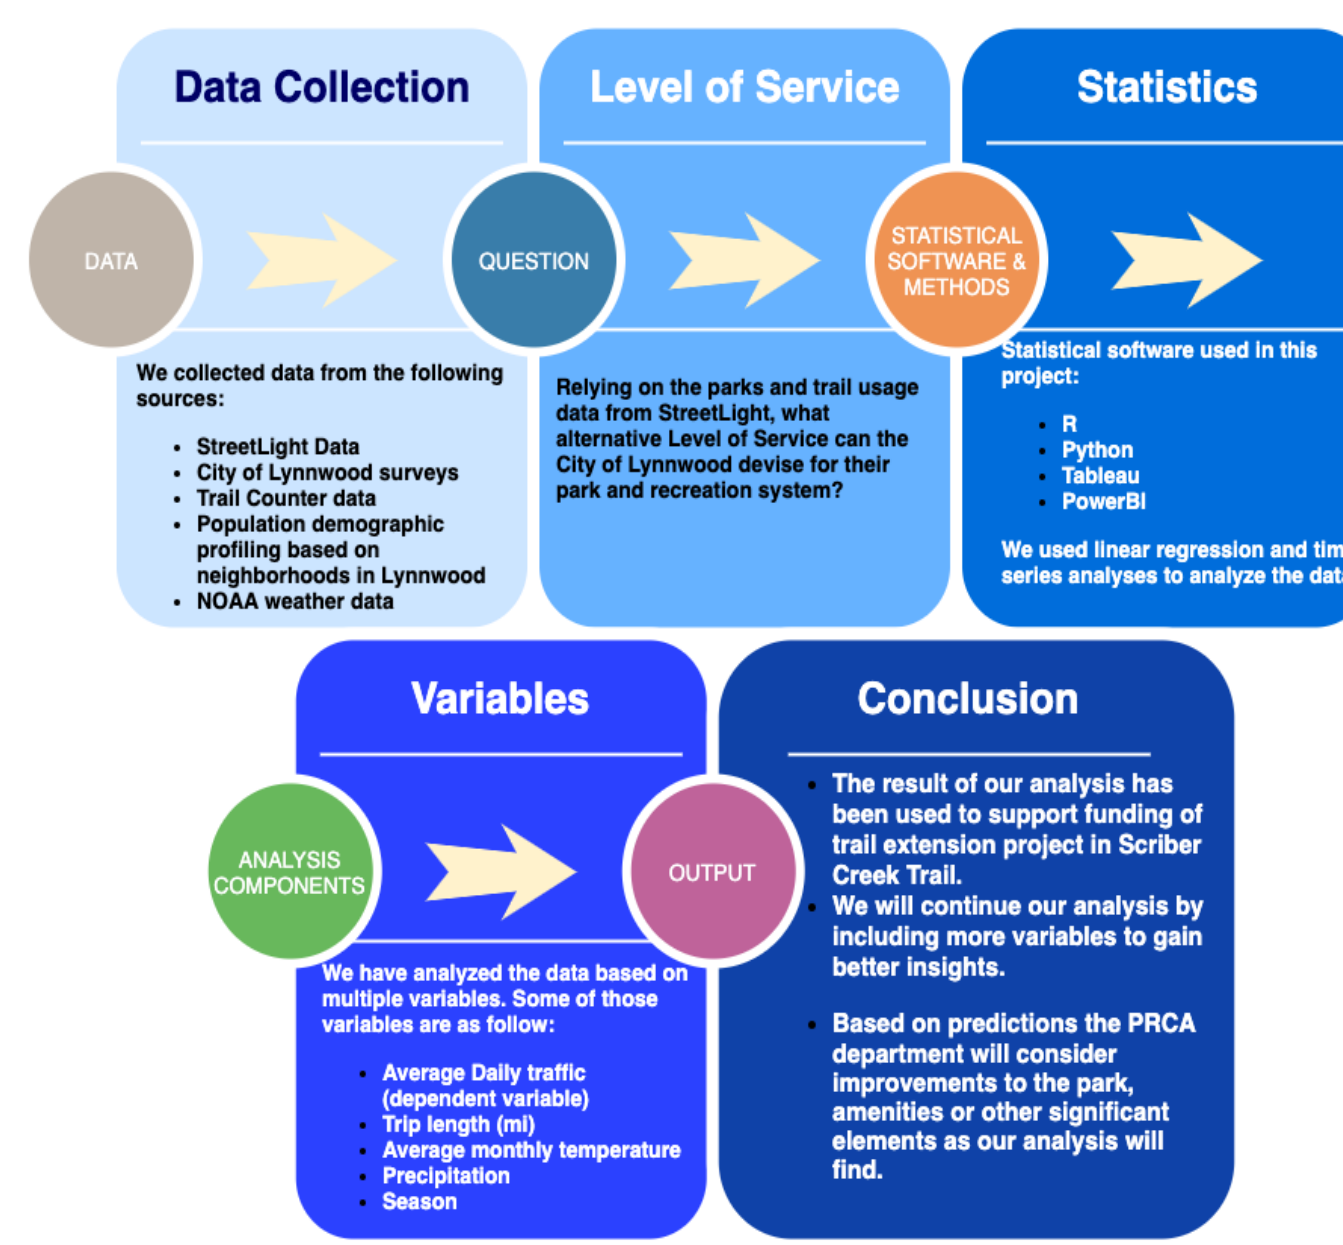 Data Collection
DATA
We collected data from the following
sources:
• StreetLight Data
• City of Lynnwood surveys
• Trail Counter data
• Population demographic
profiling based on
neighborhoods in Lynnwood
• NOAA weather data
Level of Service
QUESTION
Relying on the parks and trail usage
data from StreetLight, what
alternative Level of Service can the
City of Lynnwood devise for their
park and recreation system?
Statistics
STATISTICAL
SOFTWARE &
METHODS
Statistical software used in this
project:
• R
• Python
• Tableau
• PowerBI
We used linear regression and tim
series analyses to analyze the dat
Variables
ANALYSIS
COMPONENTS
We have analyzed the data based on
multiple variables. Some of those
variables are as follow:
• Average Daily traffic
(dependent variable)
• Trip length (mi)
• Average monthly temperature
• Precipitation
• Season
Conclusion
OUTPUT
• The result of our analysis has
been used to support funding of
trail extension project in Scriber
Creek Trail.
• We will continue our analysis by
including more variables to gain
better insights.
• Based on predictions the PRCA
department will consider
improvements to the park,
amenities or other significant
elements as our analysis will
find.